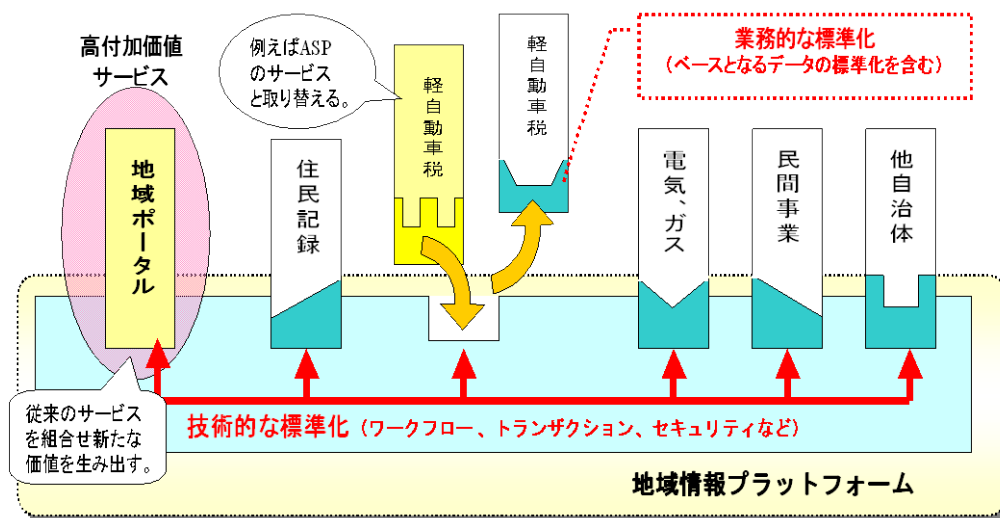 高付加価値
サービス
地域ポータル
従来のサービス
を組合せ新たな
価値を生み出す。
住民記録
例えばASP
のサービス
と取り替える。
軽自動車税
軽自動車税
業務的な標準化
（ベースとなるデータの標準化を含む）
電気、ガス
民間事業
他自治体
技術的な標準化（ワークフロー、トランザクション、セキュリティなど）
地域情報プラットフォーム